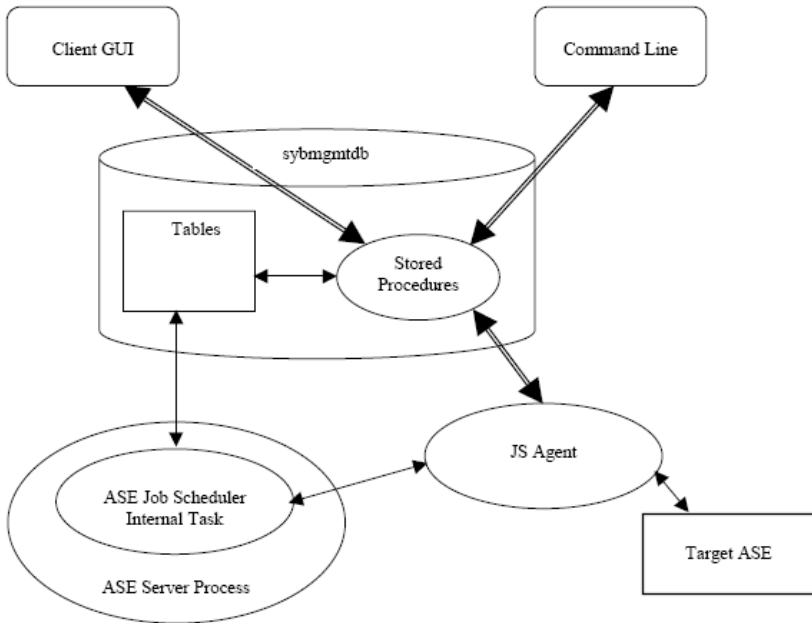 Client GUI
Command Line
sybmgmtdb
Tables
Stored
Procedures
JS Agent
ASE Job Scheduler
Internal Task
Target ASE
ASE Server Process